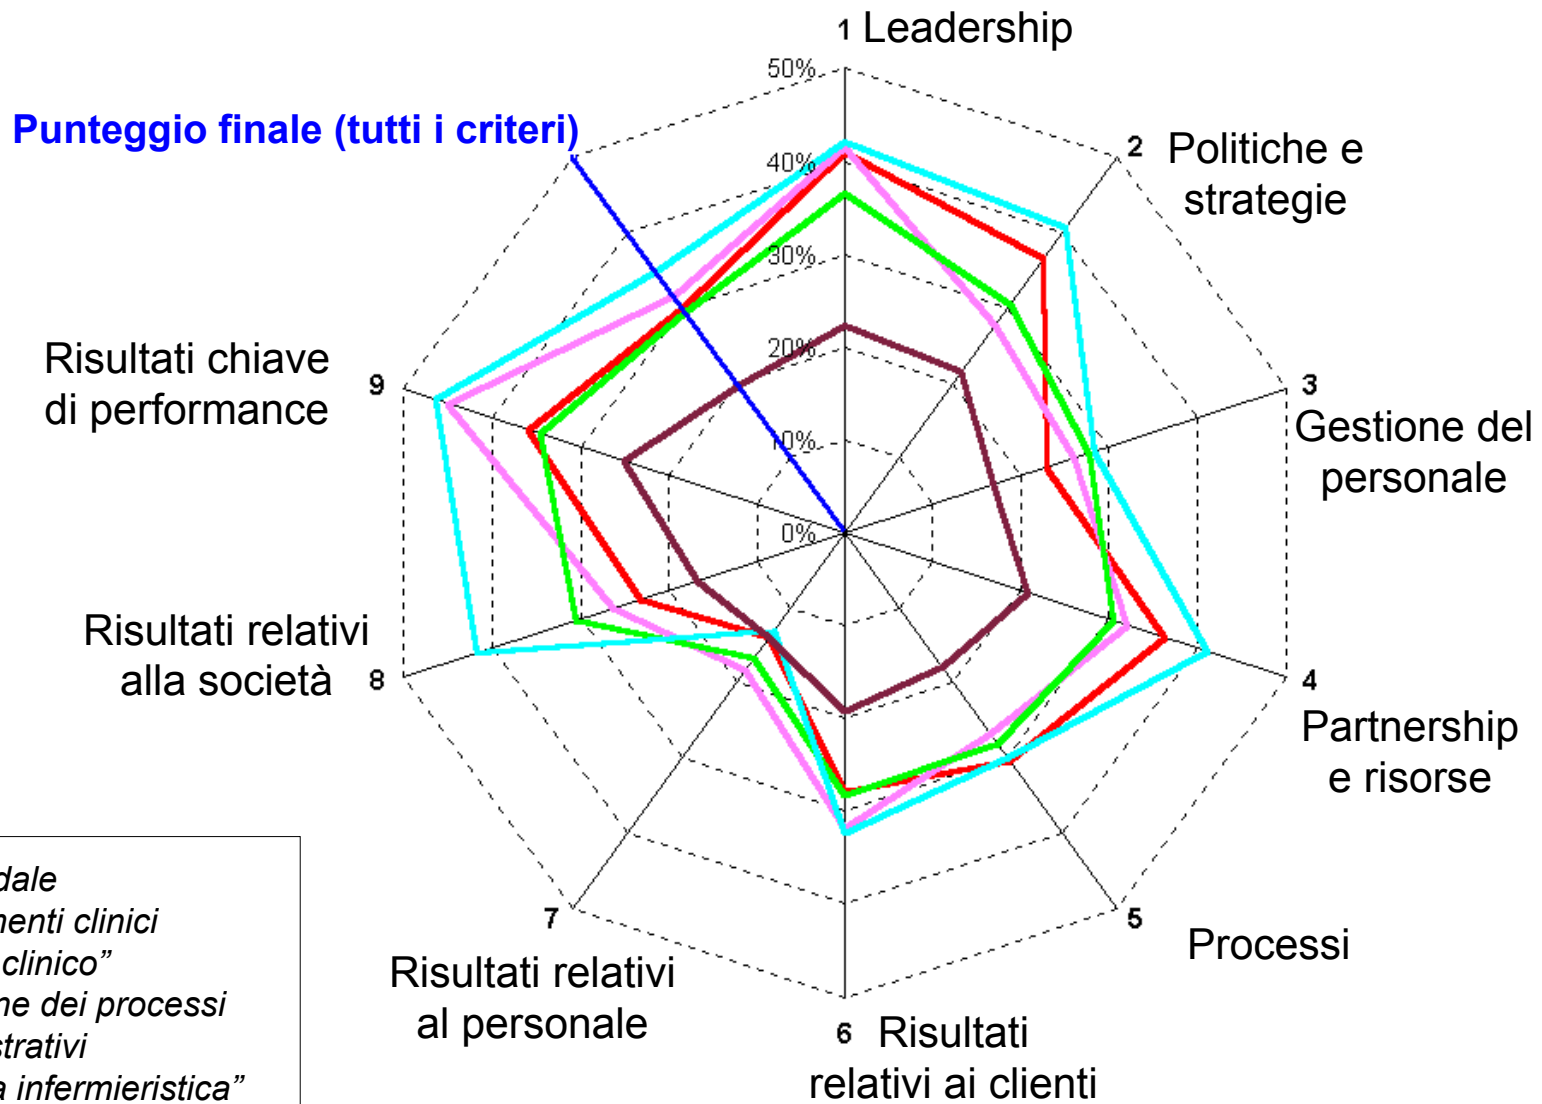 1 Leadership
50%
Punteggio finale (tutti i criteri)
40%
2 Politiche e
strategie
30%
20%
10%
0%
Risultati chiave
di performance
9
3
Gestione del
personale
Risultati relativi
alla società 8
4
Partnership
e risorse
7
5
Processi
Risultati relativi
al personale
6 Risultati
relativi ai clienti
dale
menti clinici
clinico”
ne dei processi
strativi
a infermieristica”